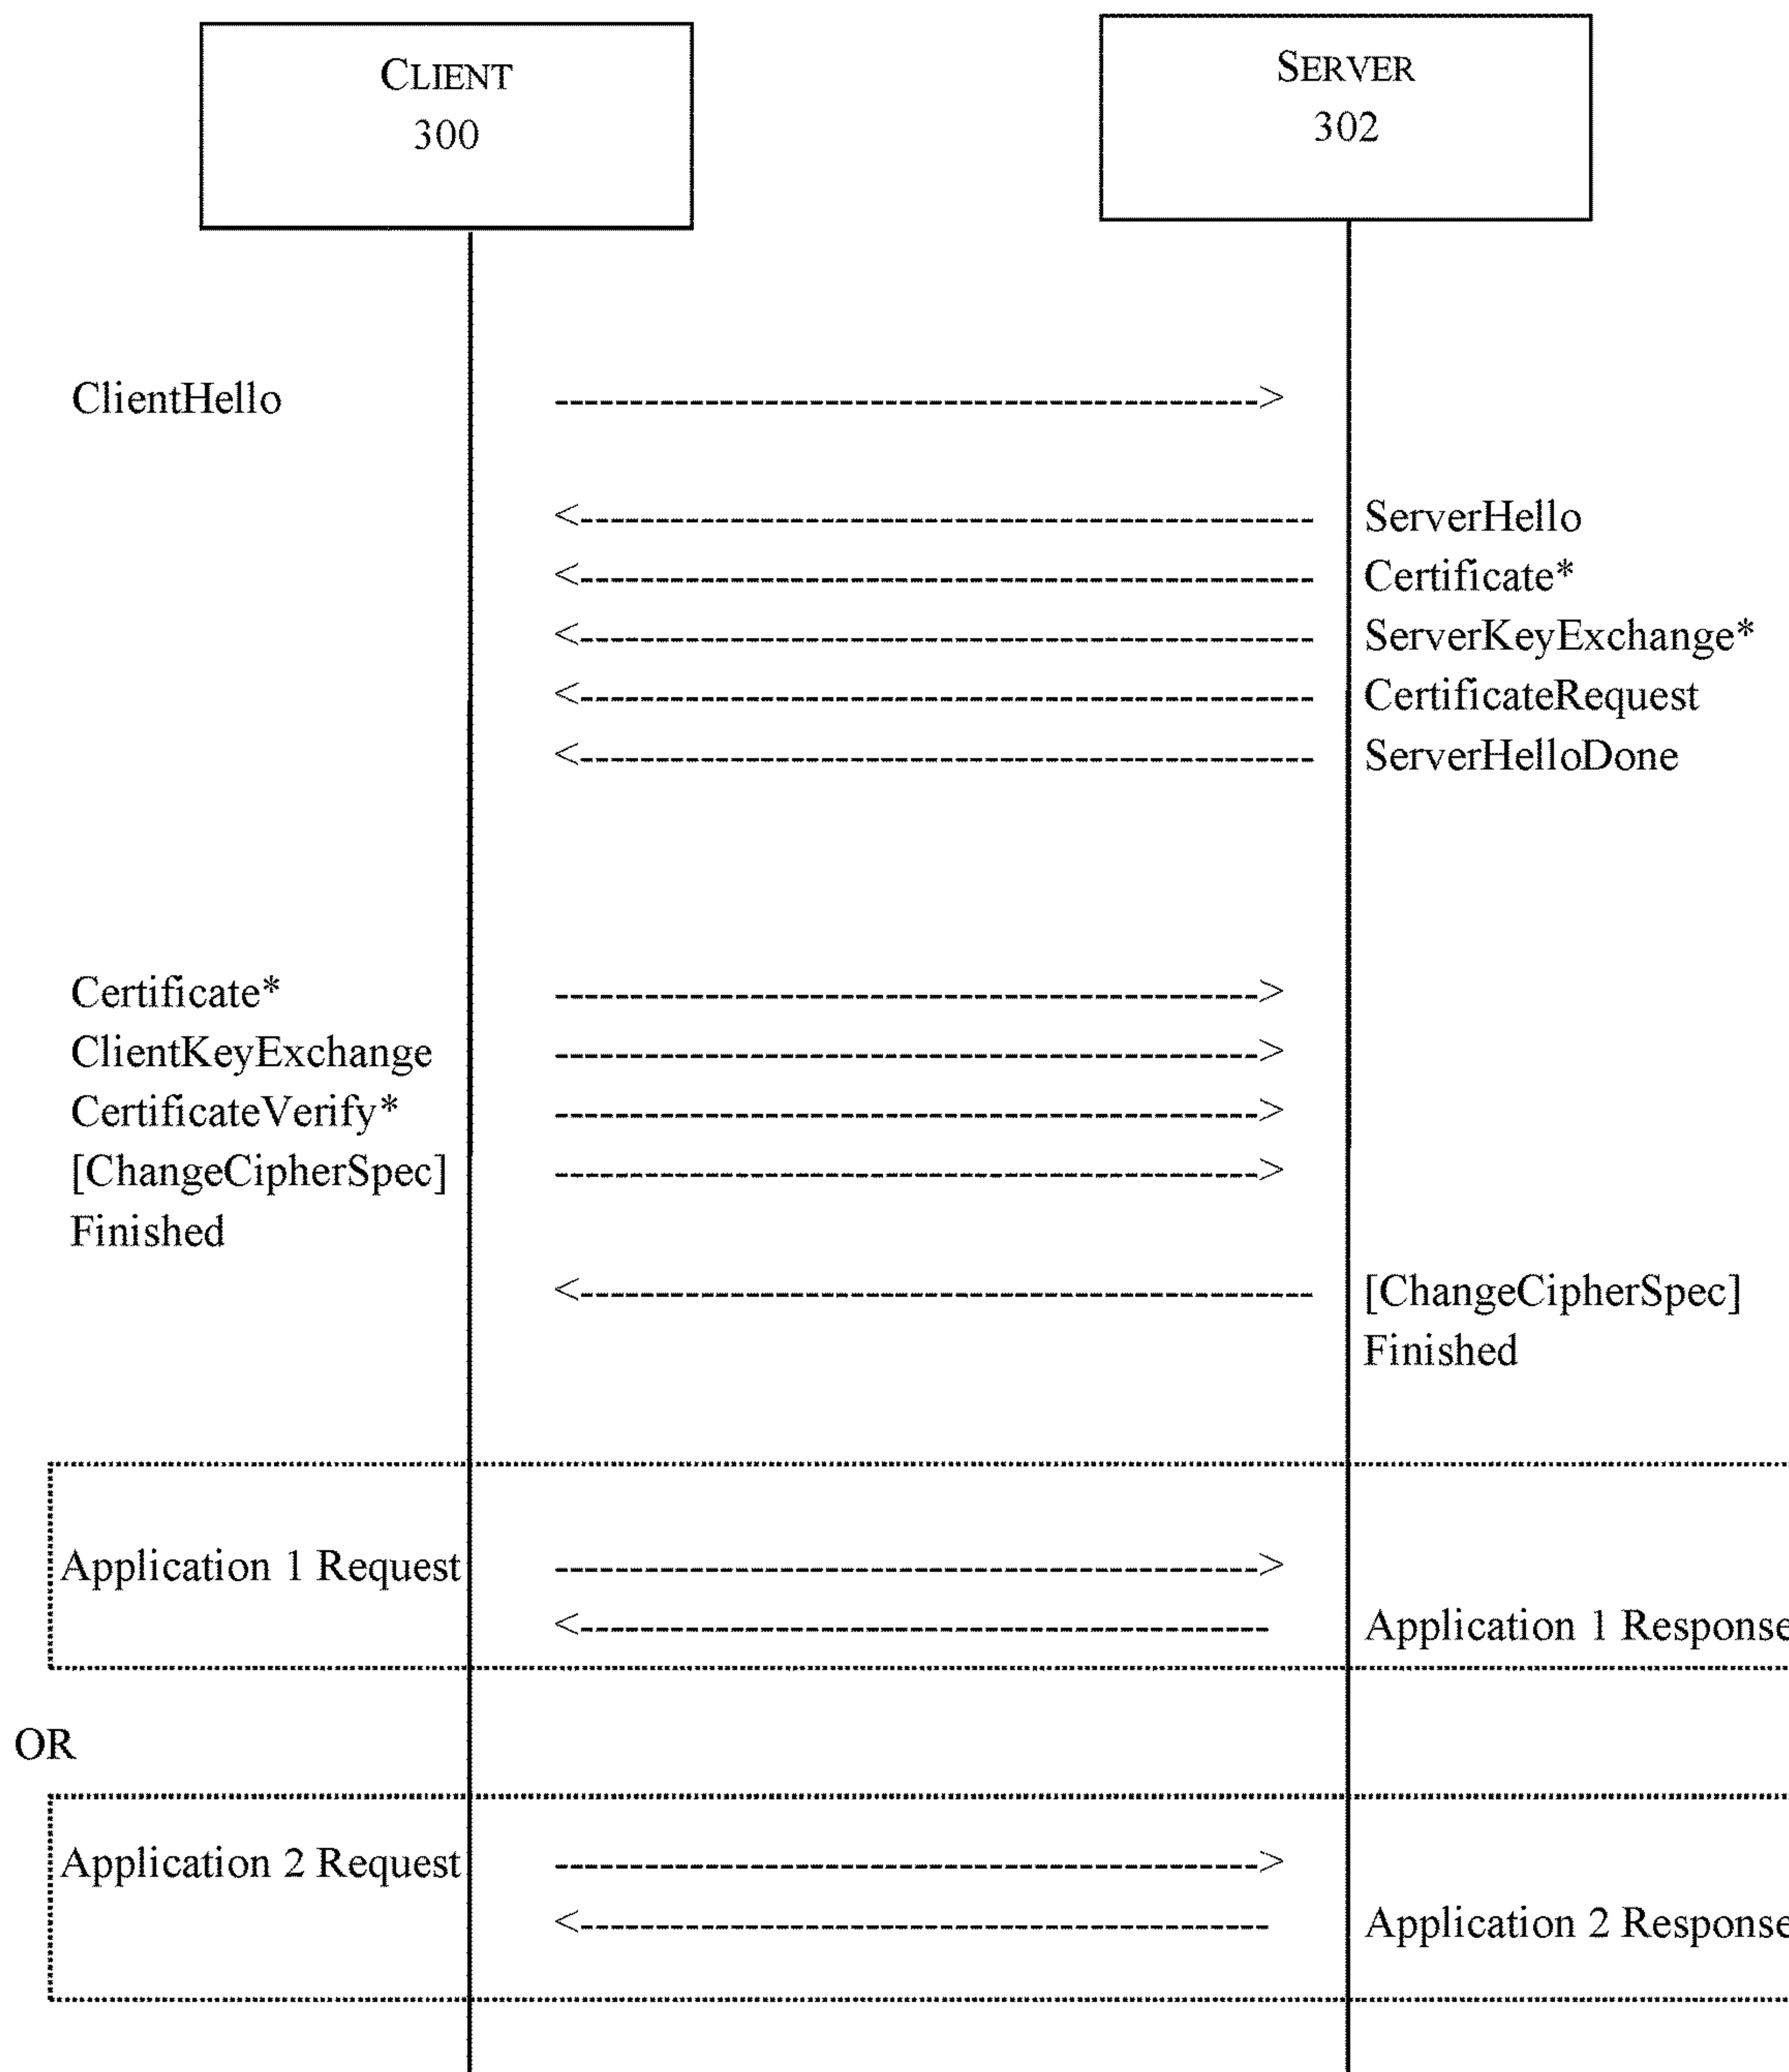 CLIENT
300
SERVER
302
ClientHello
ServerHello
Certificate*
ServerKeyExchange*
CertificateRequest
ServerHelloDone
Certificate*
ClientKeyExchange
CertificateVerify*
[ChangeCipherSpec]
Finished
[ChangeCipherSpec]
Finished
Application 1 Request
Application 1 Response
OR
Application 2 Request
Application 2 Response